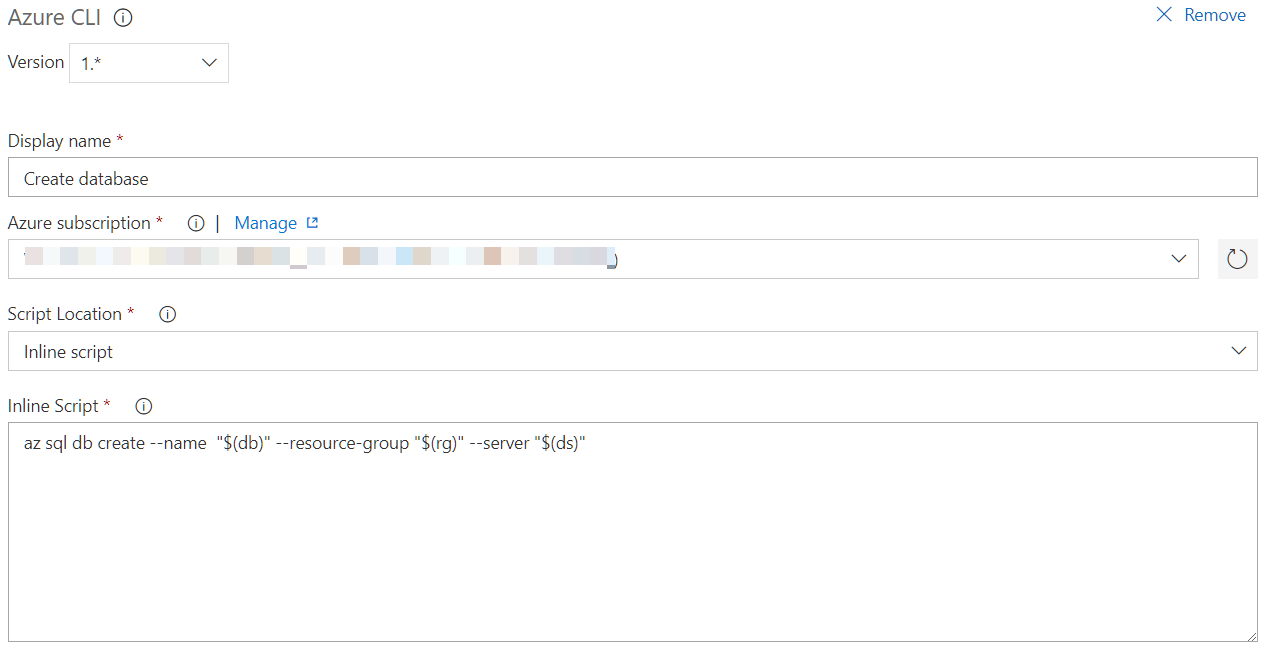 Azure CLI
Remove
Version 1.*
Display name *
Create database
Azure subscription * | Manage
)
Script Location *
Inline script
Inline Script *
az sql db create --name  "$(db)" --resource-group "$(rg)" --server "$(ds)"